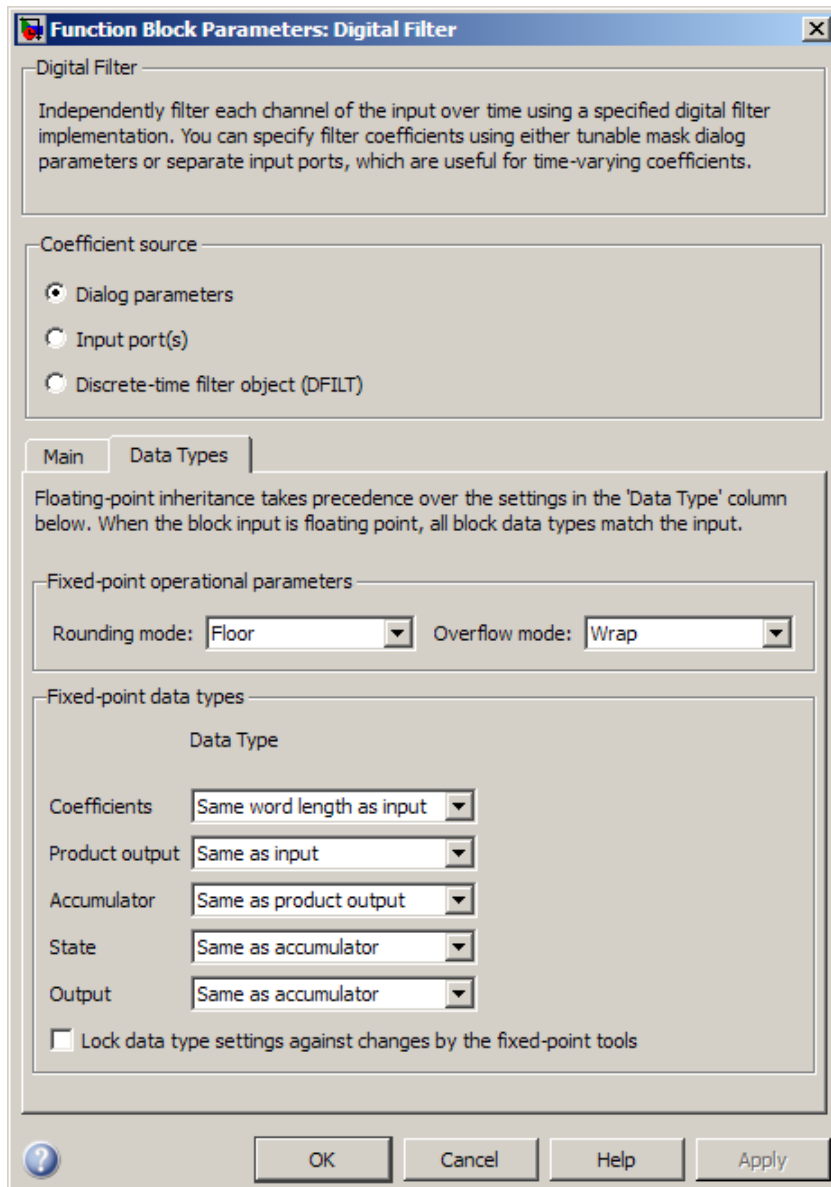 Function Block Parameters: Digital Filter
Digital Filter
Independently filter each channel of the input over time using a specified digital filter
implementation. You can specify filter coefficients using either tunable mask dialog
parameters or separate input ports, which are useful for time-varying coefficients.
Coefficient source
Dialog parameters
Input port(s)
Discrete-time filter object (DFILT)
Main Data Types
Floating-point inheritance takes precedence over the settings in the 'Data Type' column
below. When the block input is floating point, all block data types match the input.
Fixed-point operational parameters
Rounding mode: Floor Overflow mode: Wrap
Fixed-point data types
Data Type
Coefficients Same word length as input
Product output Same as input
Accumulator Same as product output
State Same as accumulator
Output Same as accumulator
Lock data type settings against changes by the fixed-point tools
? OK Cancel Help Apply